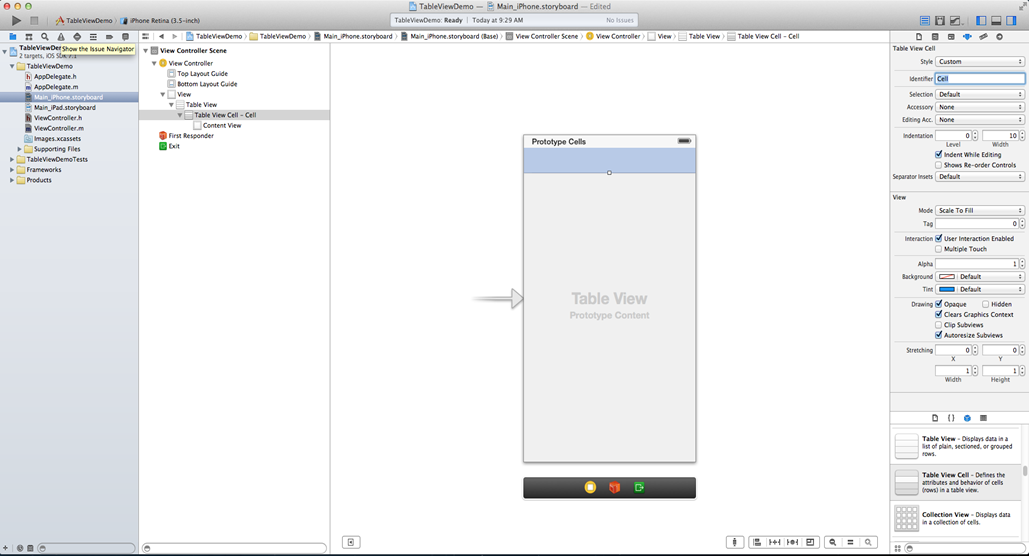 TableViewDemo — Main_iPhone.storyboard — Edited
TableViewDemo iPhone Retina (3.5-inch)
TableViewDemo: Ready | Today at 9:29 AM
No Issues
TableViewDemo TableViewDemo Main_iPhone.storyboard Main_iPhone.storyboard (Base) View Controller Scene View Controller View Table View Table View Cell - Cell
TableViewDem
2 targets, iOS SDK 7.
Show the Issue Navigator
TableViewDemo
AppDelegate.h
AppDelegate.m
Main_iPhone.storyboard
Main_iPad.storyboard
ViewController.h
ViewController.m
Images.xcassets
Supporting Files
TableViewDemoTests
Frameworks
Products
View Controller Scene
View Controller
Top Layout Guide
Bottom Layout Guide
View
Table View
Table View Cell - Cell
Content View
First Responder
Exit
Prototype Cells
Table View
Prototype Content
Table View Cell
Style Custom
Identifier Cell
Selection Default
Accessory None
Editing Acc. None
Indentation 0 10
Level Width
Indent While Editing
Shows Re-order Controls
Separator Insets Default
View
Mode Scale To Fill
Tag 0
Interaction User Interaction Enabled
Multiple Touch
Alpha 1
Background Default
Tint Default
Drawing Opaque Hidden
Clears Graphics Context
Clip Subviews
Autoresize Subviews
Stretching 0 0
X Y
1 1
Width Height
{ }
Table View - Displays data in a
list of plain, sectioned, or grouped
rows.
Table View Cell - Defines the
attributes and behavior of cells
(rows) in a table view.
Collection View - Displays data
in a collection of cells.